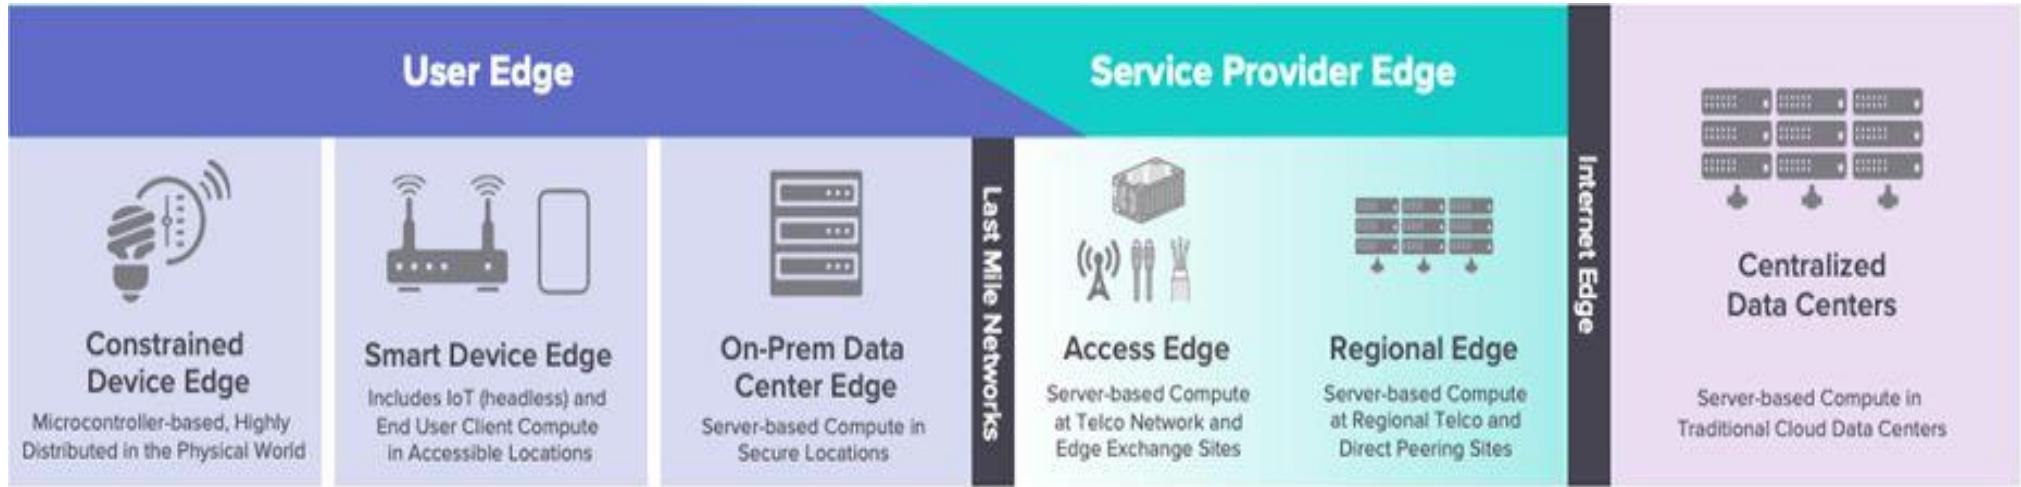 User Edge
Service Provider Edge
Constrained
Device Edge
Microcontroller-based, Highly
Distributed in the Physical World
Smart Device Edge
Includes IoT (headless) and
End User Client Compute
in Accessible Locations
On-Prem Data
Center Edge
Server-based Compute in
Secure Locations
Last Mile Networks
Access Edge
Server-based Compute
at Telco Network and
Edge Exchange Sites
Regional Edge
Server-based Compute
at Regional Telco and
Direct Peering Sites
Internet Edge
Centralized
Data Centers
Server-based Compute in
Traditional Cloud Data Centers